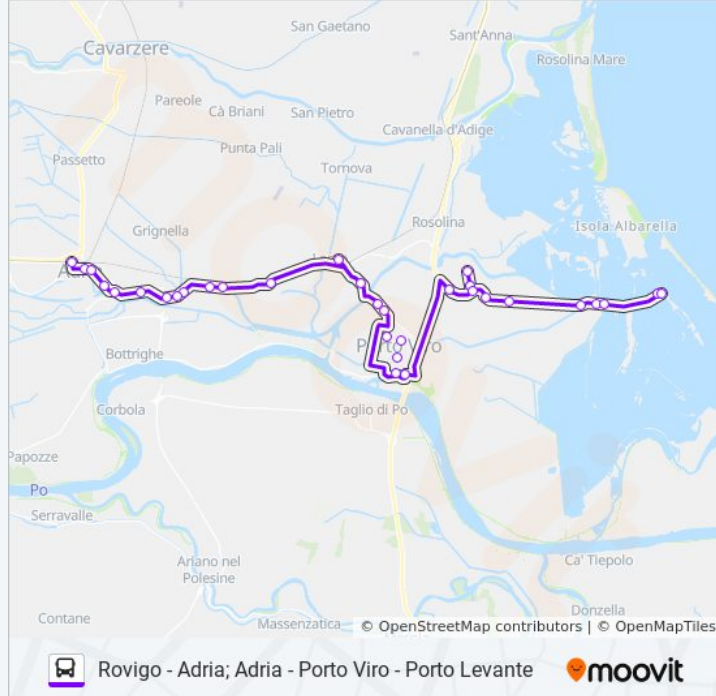 San Gaetano
Cavarzere
Sant'Anna
Rosolina Mare
Pareole
Cà Briani
San Pietro
Cavanella d'Adige
Punta Pali
Passetto
Tornova
Rosolina
Isola Albarella
Grignella
Porto Viro
Bottrighe
Corbola
Taglio di Po
Papozze
Po
Serravalle
Ca' Tiepolo
Ariano nel
Polesine
Donzella
Contane
Massenzatica
© OpenStreetMap contributors | © OpenMapTiles
Rovigo - Adria; Adria - Porto Viro - Porto Levante
moovit